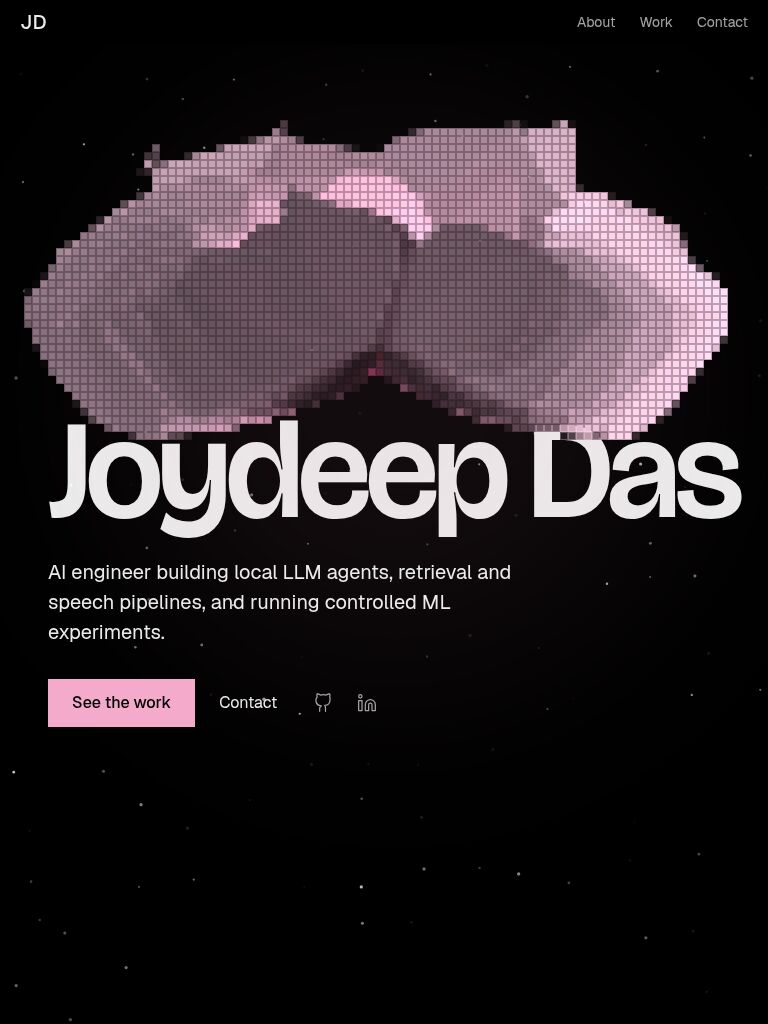 JD
About Work Contact
Joydeep Das
AI engineer building local LLM agents, retrieval and
speech pipelines, and running controlled ML
experiments.
See the work
Contact